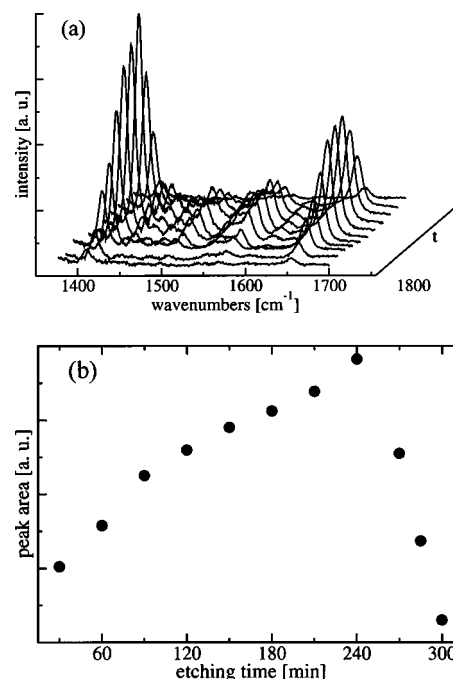 (a)
intensity [a. u.]
t
1400 1500 1600 1700 1800
wavenumbers [cm-1]
(b)
peak area [a. u.]
60 120 180 240 300
etching time [min]